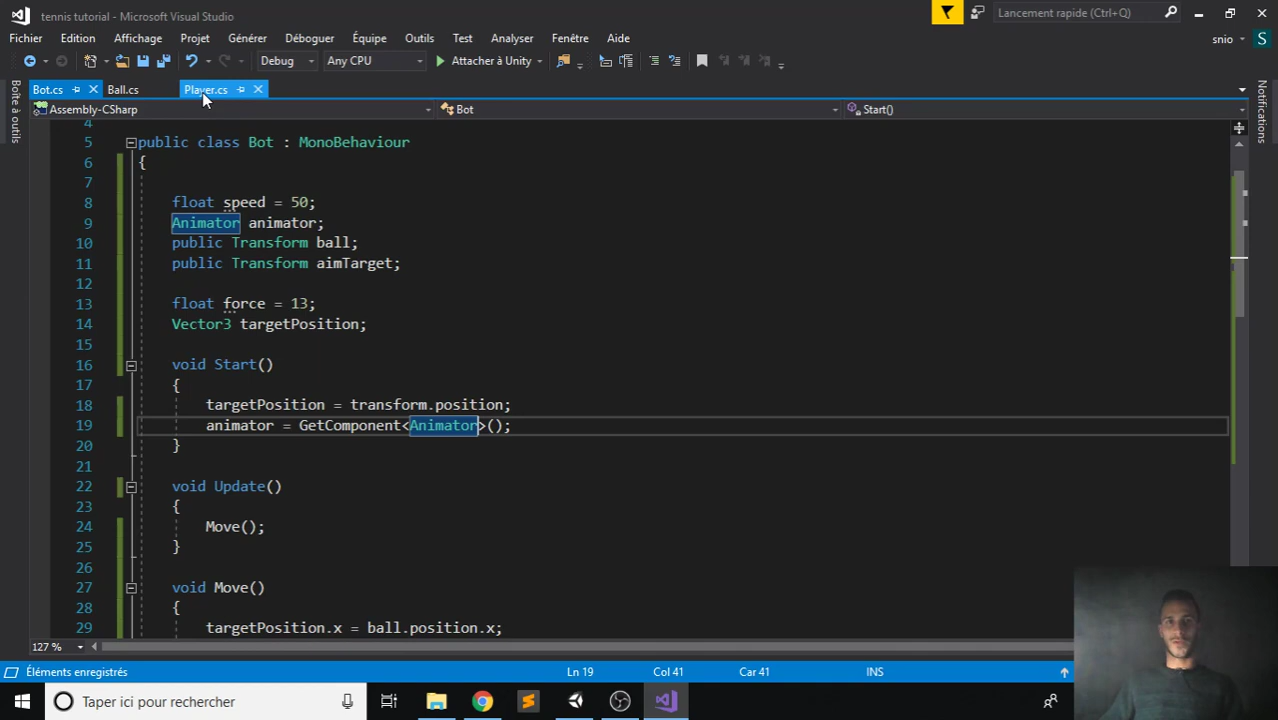 tennis tutorial - Microsoft Visual Studio
Lancement rapide (Ctrl+Q)
Fichier Edition Affichage Projet Générer Déboguer Équipe Outils Test Analyser Fenêtre Aide
snio S
Debug Any CPU Attacher à Unity
Boîte à outils
Bot.cs Ball.cs Player.cs
Notifications
Assembly-CSharp Bot Start()
4
5 public class Bot : MonoBehaviour
6 {
7
8 float speed = 50;
9 Animator animator;
10 public Transform ball;
11 public Transform aimTarget;
12
13 float force = 13;
14 Vector3 targetPosition;
15
16 void Start()
17 {
18 targetPosition = transform.position;
19 animator = GetComponent<Animator>();
20 }
21
22 void Update()
23 {
24 Move();
25 }
26
27 void Move()
28 {
29 targetPosition.x = ball.position.x;
127 %
Éléments enregistrés Ln 19 Col 41 Car 41 INS
Taper ici pour rechercher